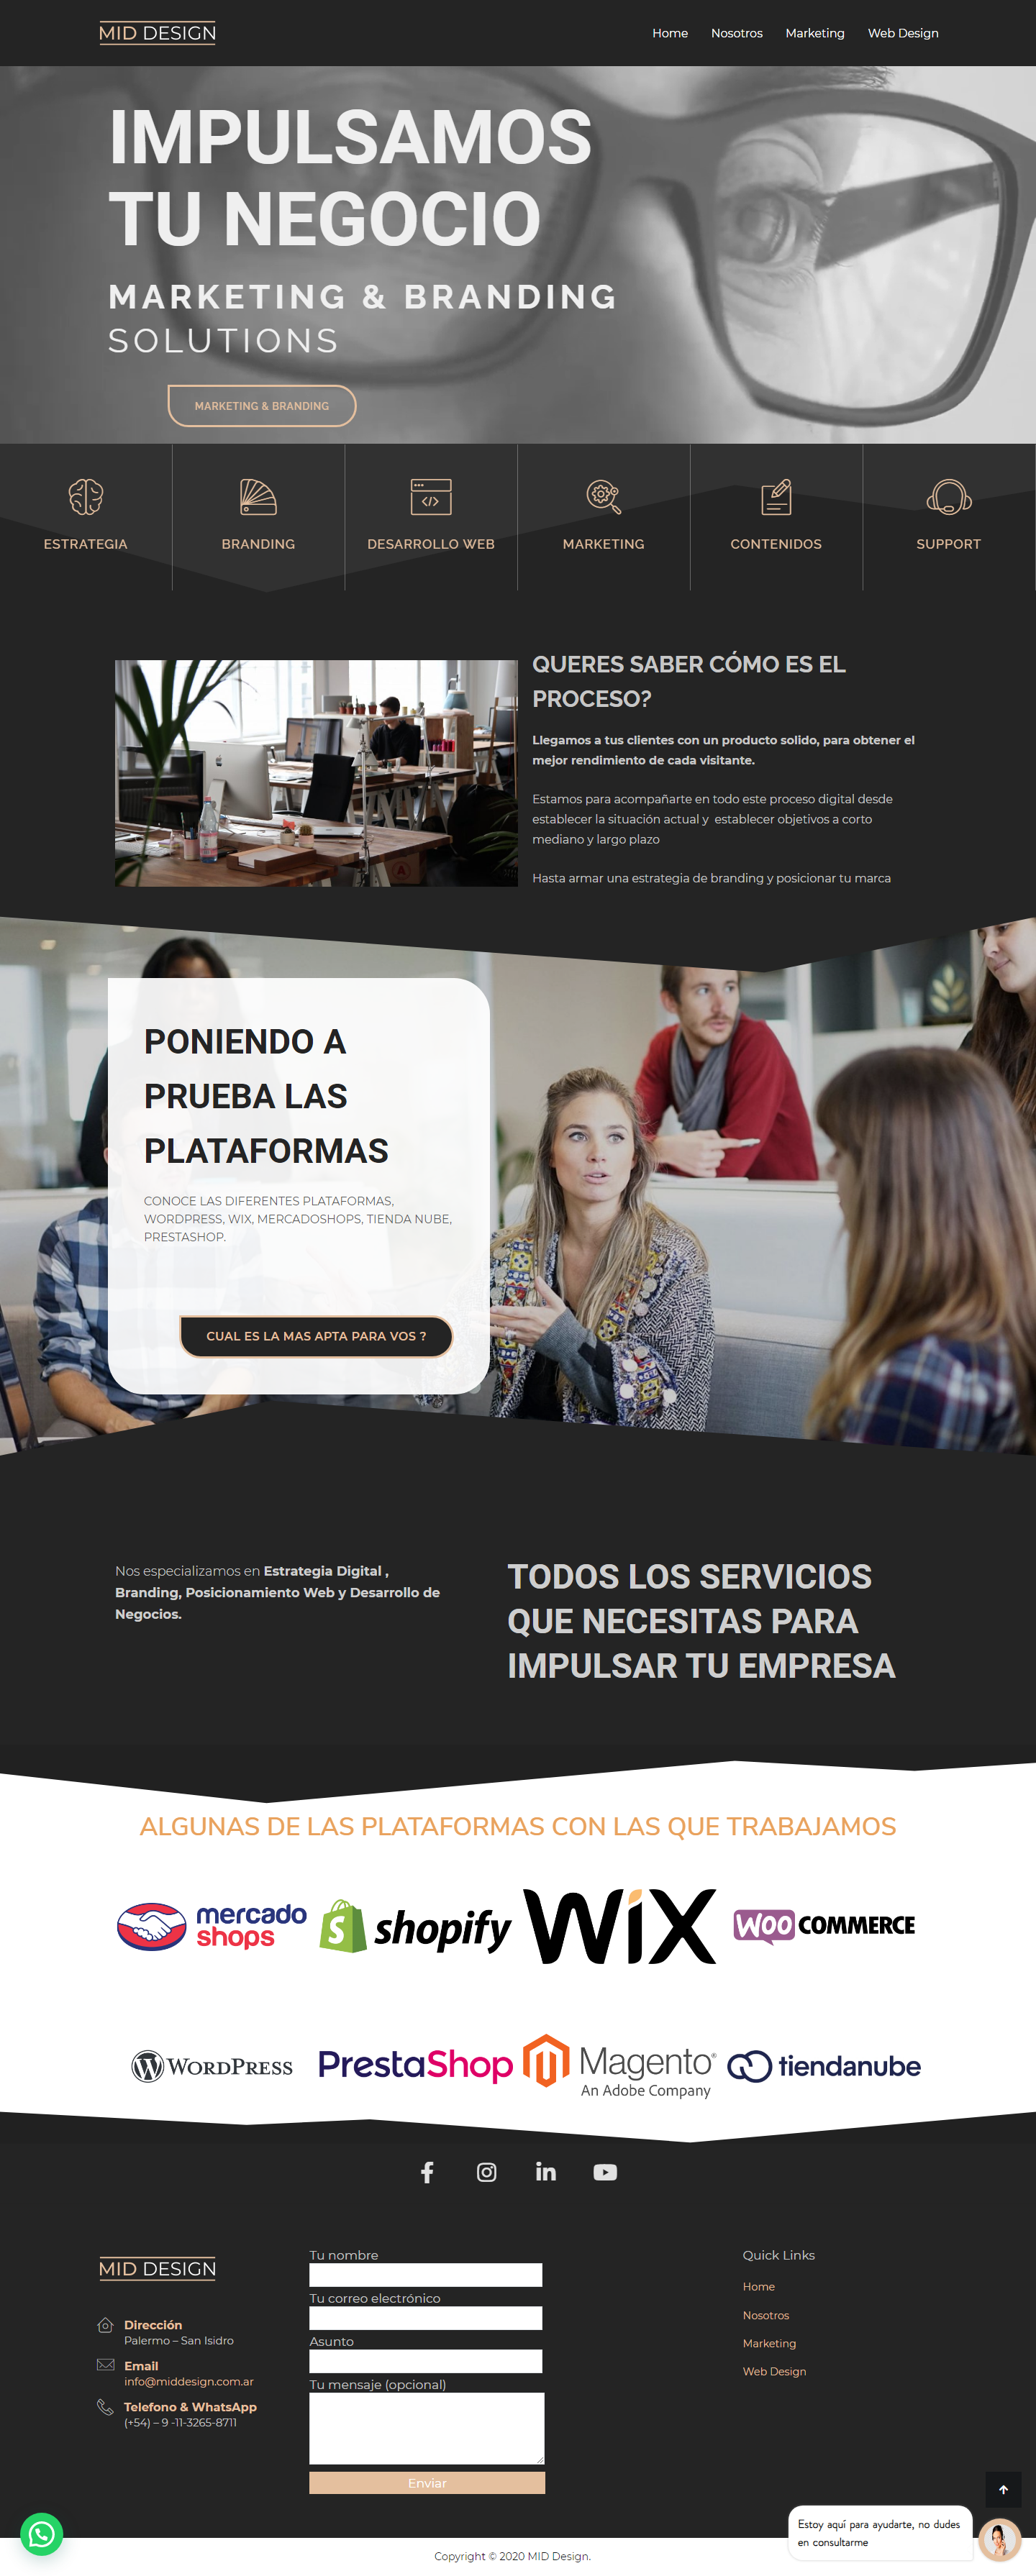 MID DESIGN
Home Nosotros Marketing Web Design
IMPULSAMOS
TU NEGOCIO
MARKETING & BRANDING
SOLUTIONS
MARKETING & BRANDING
ESTRATEGIA
BRANDING
DESARROLLO WEB
MARKETING
CONTENIDOS
SUPPORT
QUERES SABER CÓMO ES EL
PROCESO?
Llegamos a tus clientes con un producto solido, para obtener el
mejor rendimiento de cada visitante.
Estamos para acompañarte en todo este proceso digital desde
establecer la situación actual y establecer objetivos a corto
mediano y largo plazo
Hasta armar una estrategia de branding y posicionar tu marca
PONIENDO A
PRUEBA LAS
PLATAFORMAS
CONOCE LAS DIFERENTES PLATAFORMAS,
WORDPRESS, WIX, MERCADOSHOPS, TIENDA NUBE,
PRESTASHOP.
CUAL ES LA MAS APTA PARA VOS ?
Nos especializamos en Estrategia Digital ,
Branding, Posicionamiento Web y Desarrollo de
Negocios.
TODOS LOS SERVICIOS
QUE NECESITAS PARA
IMPULSAR TU EMPRESA
ALGUNAS DE LAS PLATAFORMAS CON LAS QUE TRABAJAMOS
mercado
shops
shopify
WiX
WOO COMMERCE
WORDPRESS
PrestaShop
Magento®
An Adobe Company
tiendanube
MID DESIGN
Dirección
Palermo – San Isidro
Email
info@middesign.com.ar
Telefono & WhatsApp
(+54) – 9 -11-3265-8711
Tu nombre
Tu correo electrónico
Asunto
Tu mensaje (opcional)
Enviar
Quick Links
Home
Nosotros
Marketing
Web Design
Estoy aquí para ayudarte, no dudes
en consultarme
Copyright © 2020 MID Design.